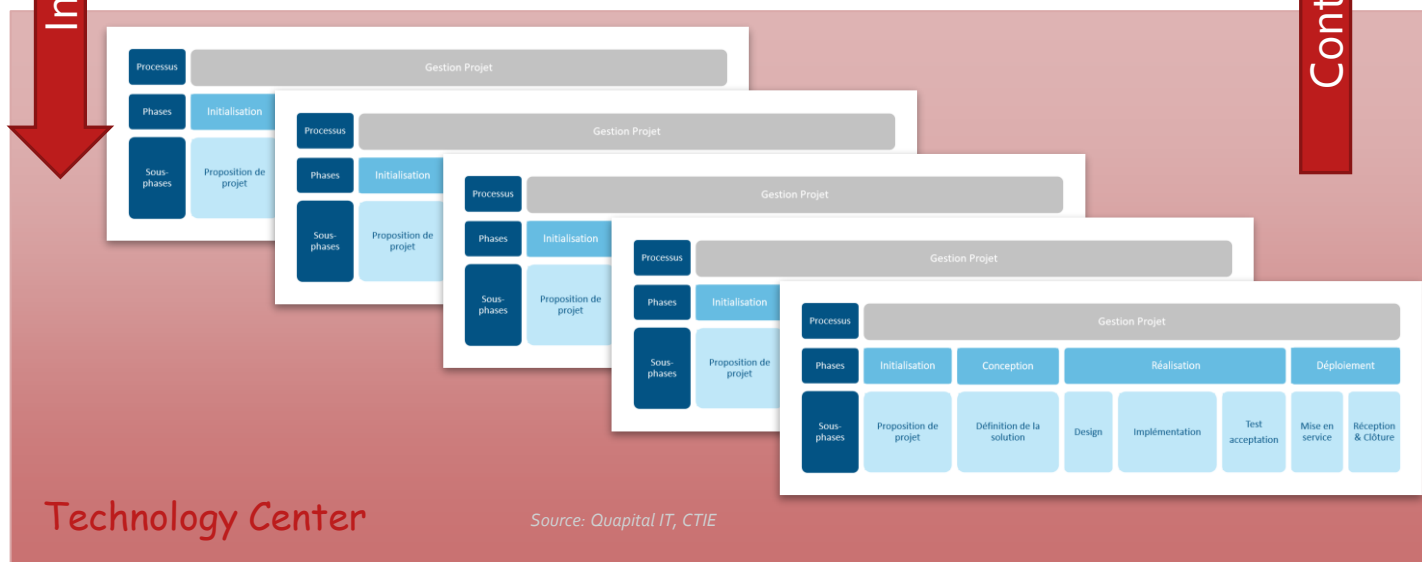 In
Cont
Processus
Gestion Projet
Phases
Initialisation
Sous-
phases
Proposition de
projet
Processus
Gestion Projet
Phases
Initialisation
Sous-
phases
Proposition de
projet
Processus
Gestion Projet
Phases
Initialisation
Sous-
phases
Proposition de
projet
Processus
Gestion Projet
Phases
Initialisation
Sous-
phases
Proposition de
projet
Processus
Gestion Projet
Phases
Initialisation
Conception
Réalisation
Déploiement
Sous-
phases
Proposition de
projet
Définition de la
solution
Design
Implémentation
Test
acceptation
Mise en
service
Réception
& Clôture
Technology Center
Source: Quapital IT, CTIE